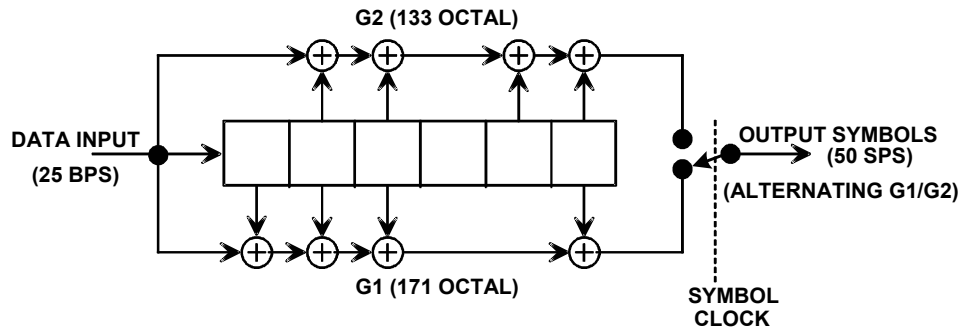 G2 (133 OCTAL)
DATA INPUT
(25 BPS)
OUTPUT SYMBOLS
(50 SPS)
(ALTERNATING G1/G2)
G1 (171 OCTAL)
SYMBOL
CLOCK